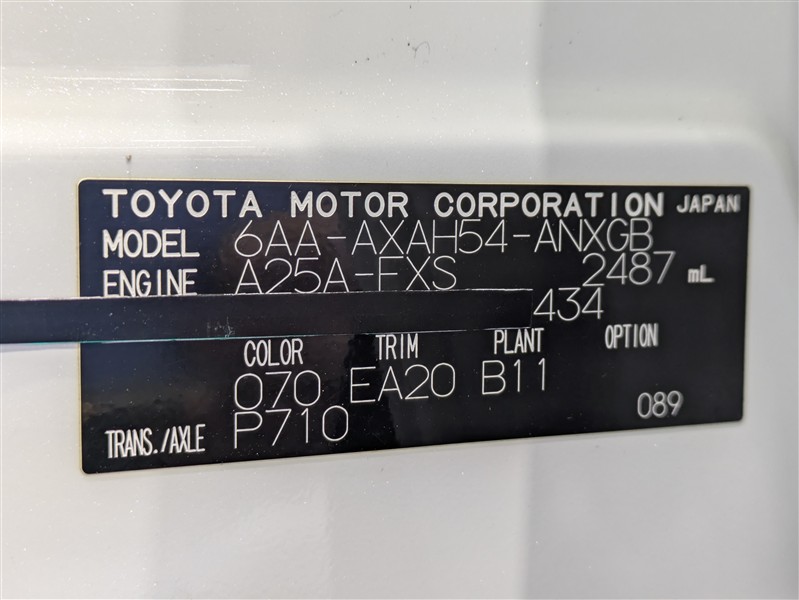 TOYOTA MOTOR CORPORATION JAPAN
MODEL 6AA-AXAH54-ANXGB
ENGINE A25A-FXS 2487 mL
434
COLOR TRIM PLANT OPTION
070 EA20 B11
TRANS./AXLE P710 089